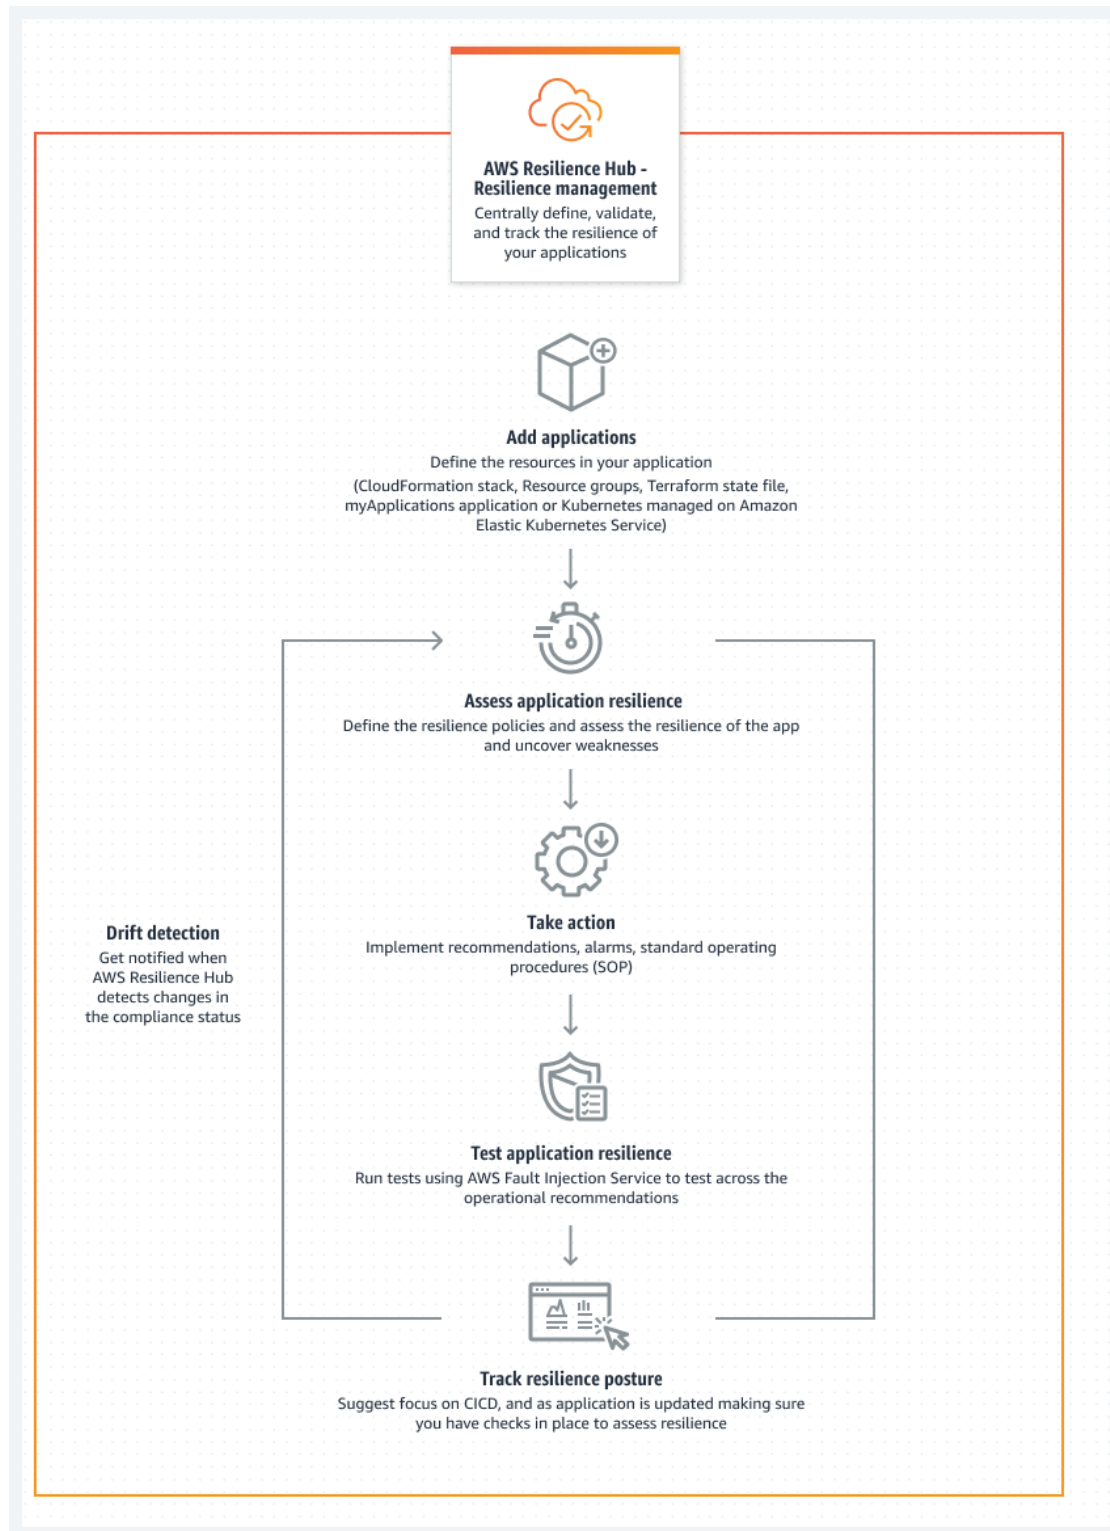 AWS Resilience Hub -
Resilience management
Centrally define, validate,
and track the resilience of
your applications
Add applications
Define the resources in your application
(CloudFormation stack, Resource groups, Terraform state file,
myApplications application or Kubernetes managed on Amazon
Elastic Kubernetes Service)
Assess application resilience
Define the resilience policies and assess the resilience of the app
and uncover weaknesses
Take action
Implement recommendations, alarms, standard operating
procedures (SOP)
Drift detection
Get notified when
AWS Resilience Hub
detects changes in
the compliance status
Test application resilience
Run tests using AWS Fault Injection Service to test across the
operational recommendations
Track resilience posture
Suggest focus on CICD, and as application is updated making sure
you have checks in place to assess resilience